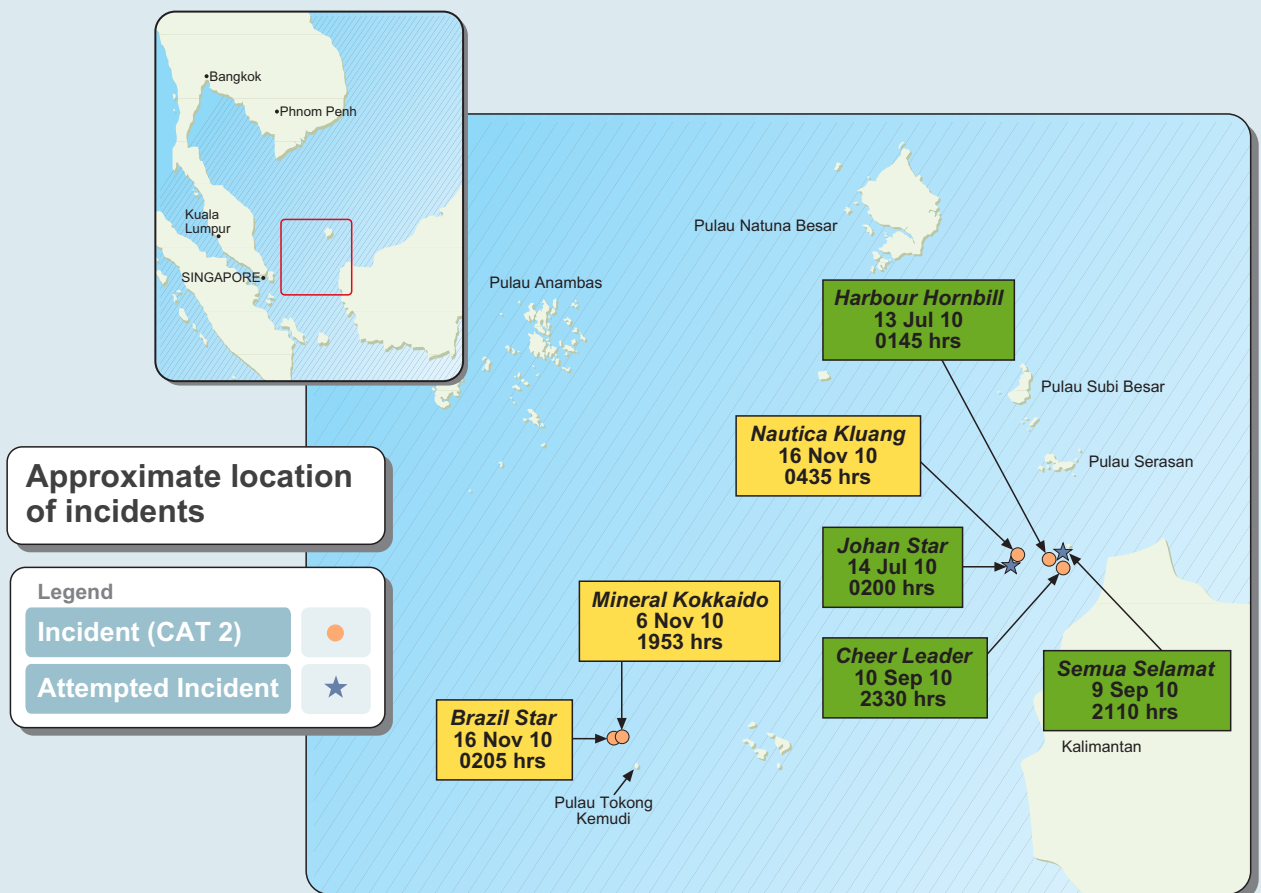 •Bangkok
•Phnom Penh
Kuala
Lumpur
SINGAPORE•
Pulau Natuna Besar
Pulau Anambas
Harbour Hornbill
13 Jul 10
0145 hrs
Pulau Subi Besar
Nautica Kluang
16 Nov 10
0435 hrs
Pulau Serasan
Approximate location
of incidents
Johan Star
14 Jul 10
0200 hrs
Legend
Incident (CAT 2)
Attempted Incident
Mineral Kokkaido
6 Nov 10
1953 hrs
Cheer Leader
10 Sep 10
2330 hrs
Semua Selamat
9 Sep 10
2110 hrs
Brazil Star
16 Nov 10
0205 hrs
Kalimantan
Pulau Tokong
Kemudi